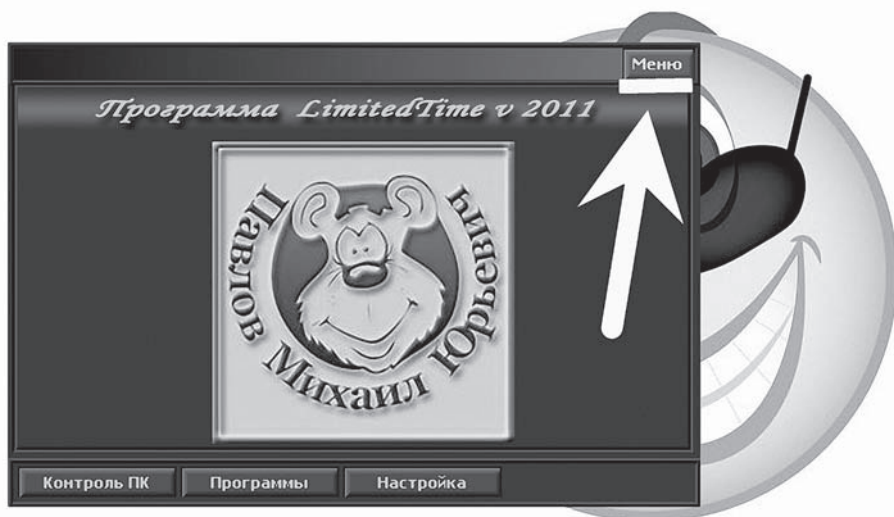 Меню
Программа LimitedTime v 2011
Павлов Михаил Юрьевич
Контроль ПК Программы Настройка